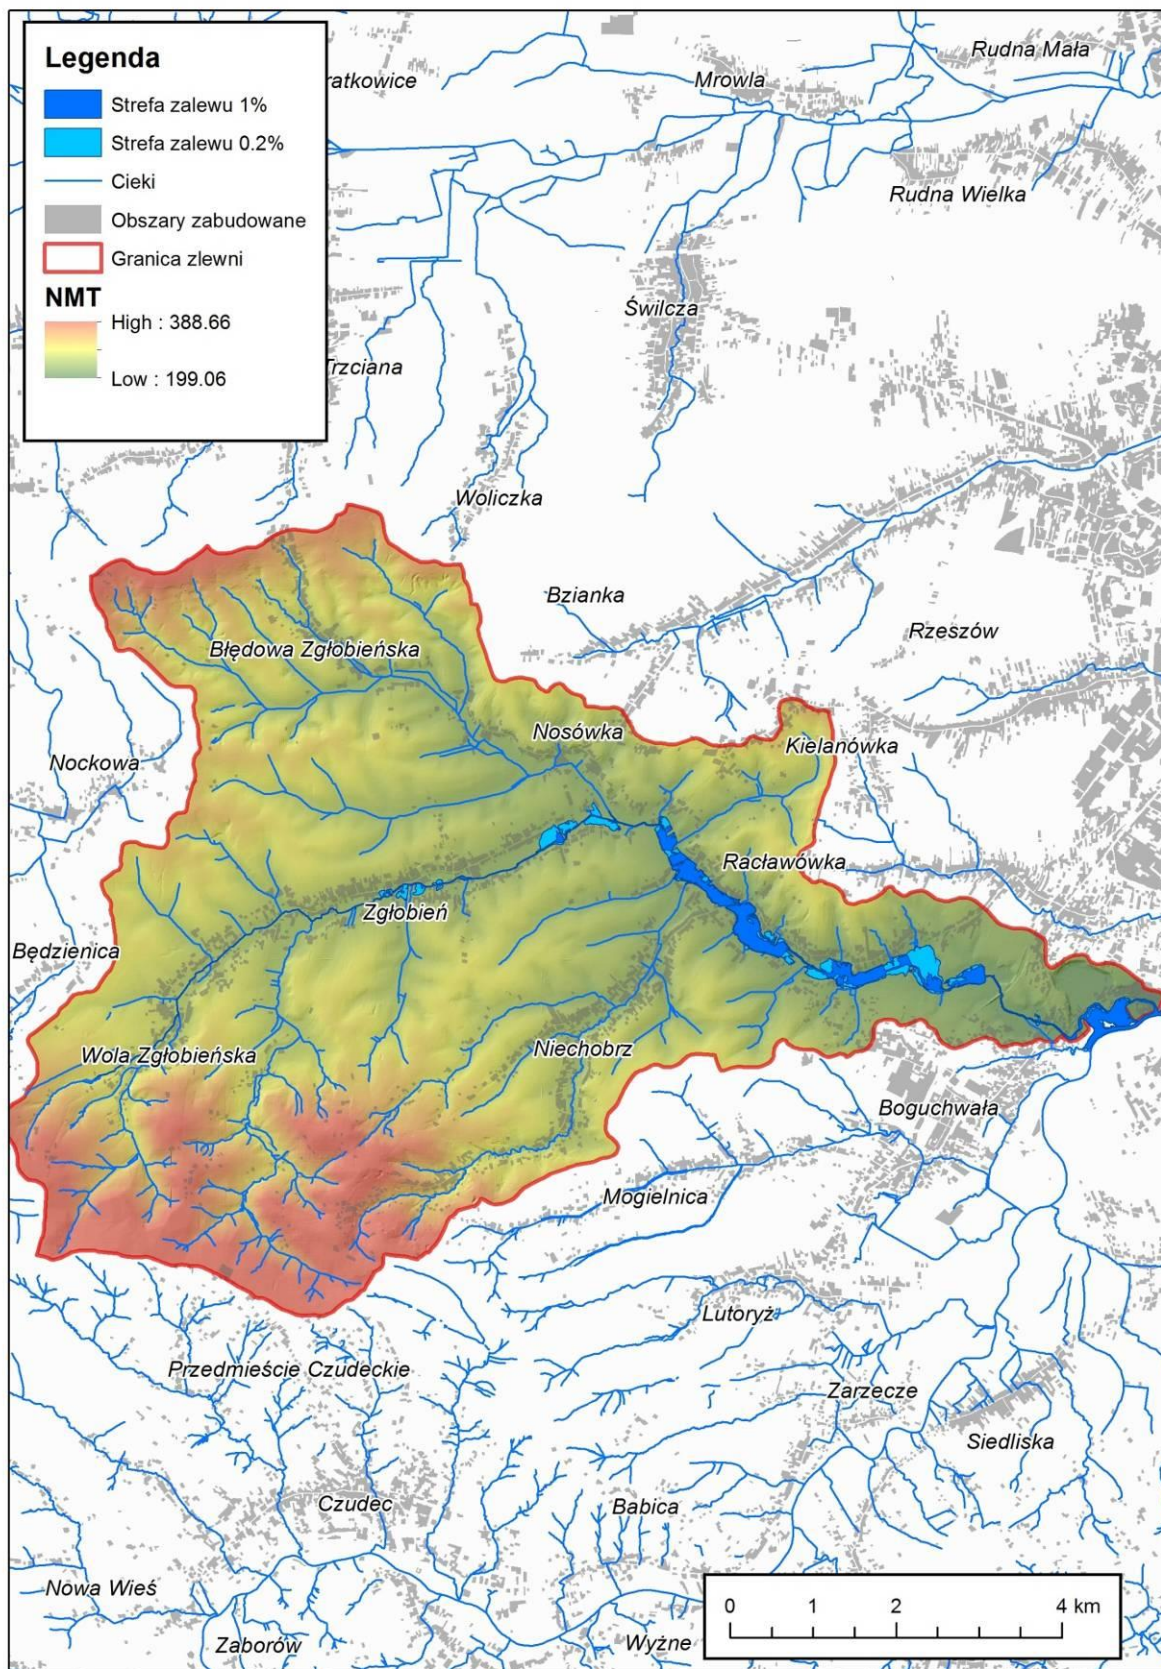 Legenda
Strefa zalewu 1%
Strefa zalewu 0.2%
Cieki
Obszary zabudowane
Granica zlewni
NMT
High : 388.66
Low : 199.06
ratkowice
Mrowla
Rudna Mała
Rudna Wielka
Świlcza
Trzciana
Woliczka
Bzianka
Rzeszów
Błędowa Zgłobieńska
Nosówka
Kielanówka
Nockowa
Racławówka
Zgłobień
Będzienica
Wola Zgłobieńska
Niechobrz
Boguchwała
Mogielnica
Lutoryż
Przedmieście Czudeckie
Zarzecze
Siedliska
Czudec
Babica
Nowa Wieś
Zaborów
Wyżne
0 1 2 4 km